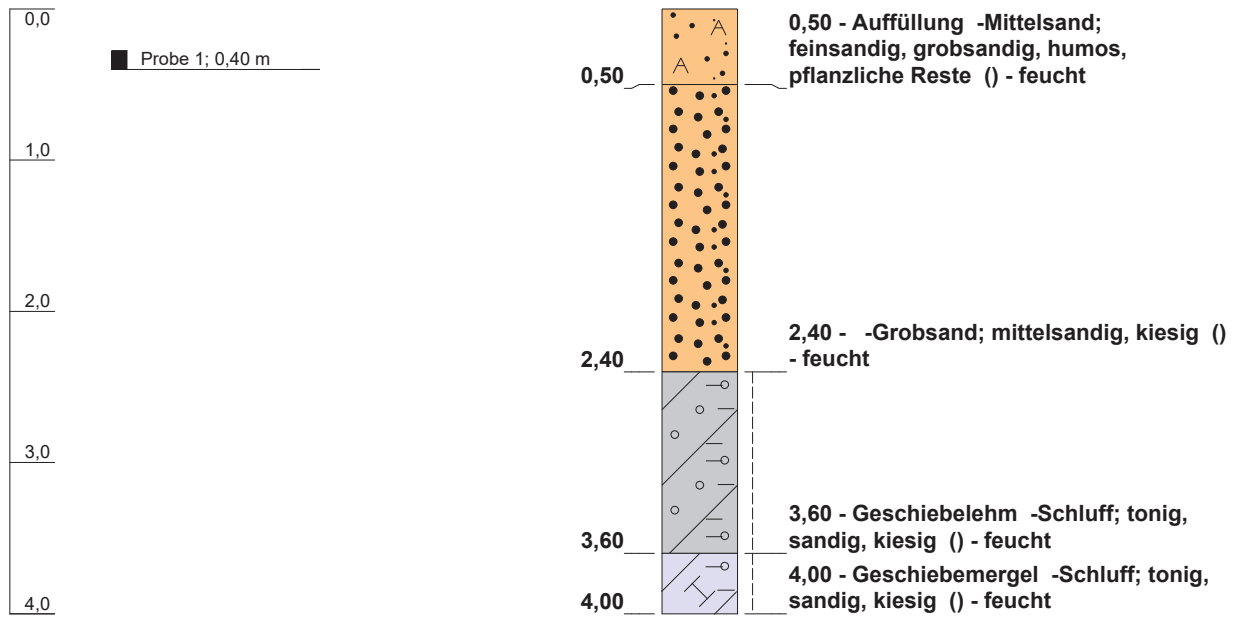 0,0
Probe 1; 0,40 m
A
A
0,50
0,50 - Auffüllung -Mittelsand;
feinsandig, grobsandig, humos,
pflanzliche Reste () - feucht
1,0
2,0
2,40
2,40 - -Grobsand; mittelsandig, kiesig ()
- feucht
3,0
3,60
3,60 - Geschiebelehm -Schluff; tonig,
sandig, kiesig () - feucht
4,0
4,00
4,00 - Geschiebemergel -Schluff; tonig,
sandig, kiesig () - feucht